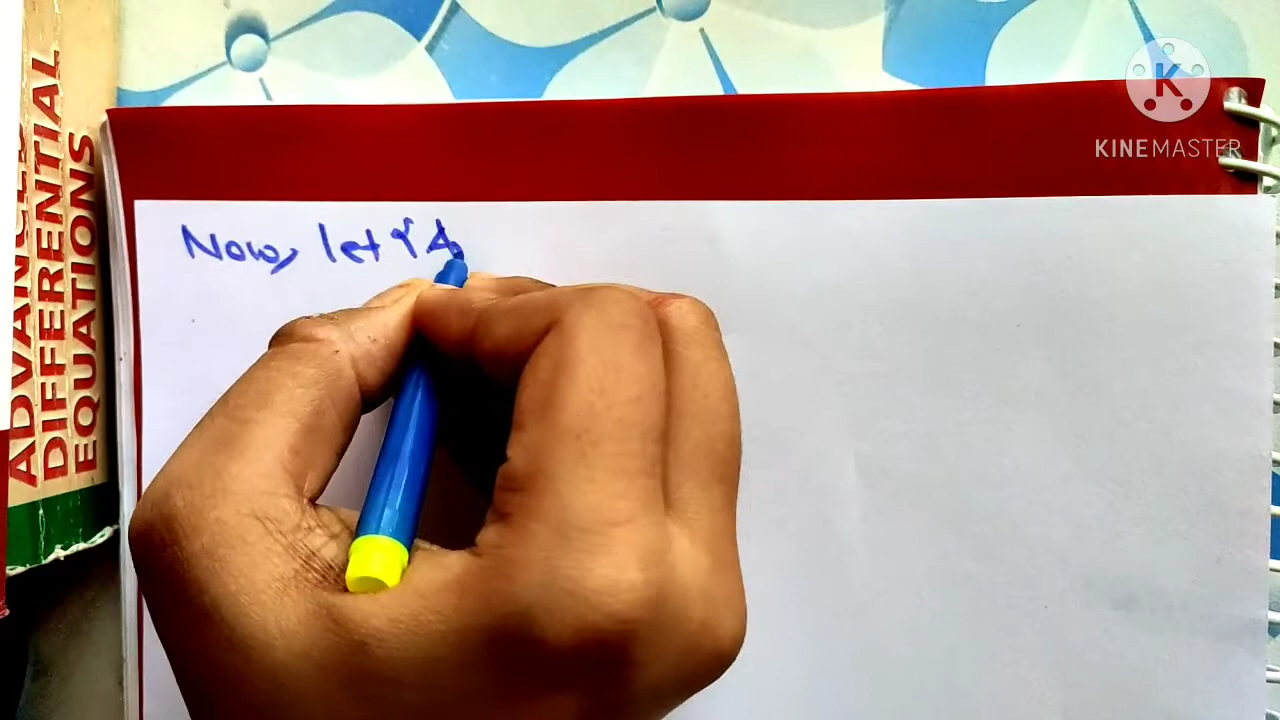 ADVANCED
DIFFERENTIAL
EQUATIONS
K
KINEMASTER
Now, let's